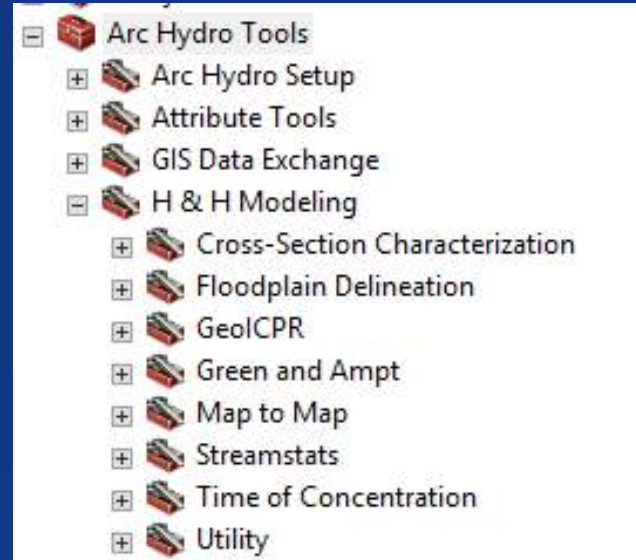 Arc Hydro Tools
Arc Hydro Setup
Attribute Tools
GIS Data Exchange
H & H Modeling
Cross-Section Characterization
Floodplain Delineation
GeoICPR
Green and Ampt
Map to Map
Streamstats
Time of Concentration
Utility